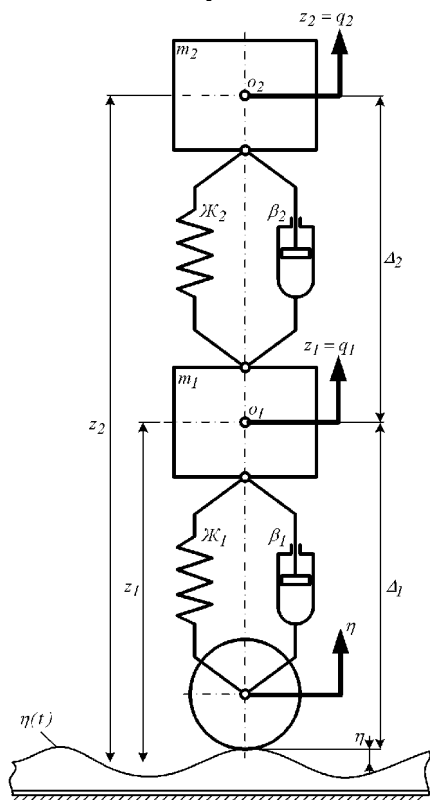 z2 = q2
m2
o2
Ж2
β2
Δ2
z1 = q1
m1
o1
z2
z1
Ж1
β1
Δ1
η
η(t)
η